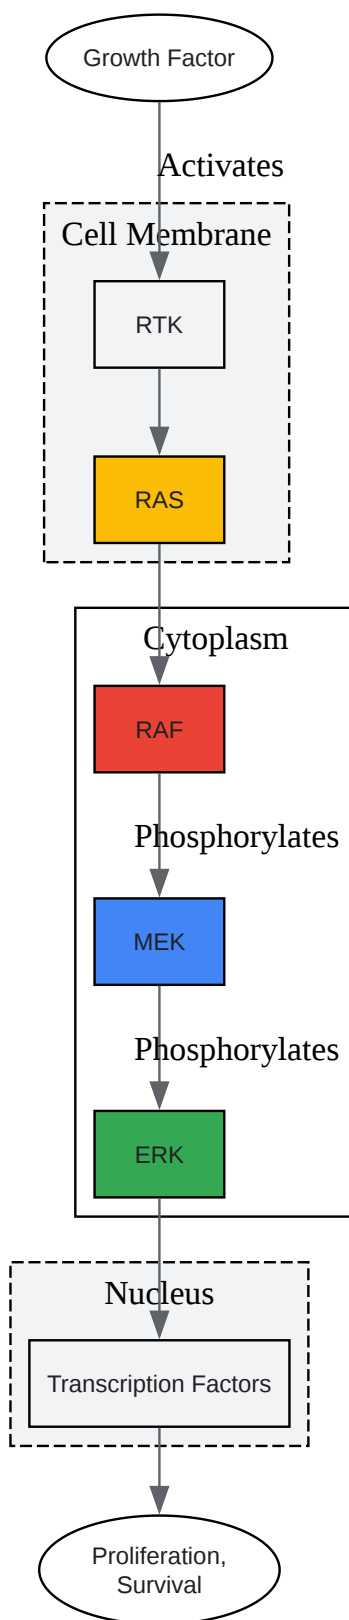 Growth Factor
Activates
Cell Membrane
RTK
RAS
Cytoplasm
RAF
Phosphorylates
MEK
Phosphorylates
ERK
Nucleus
Transcription Factors
Proliferation,
Survival